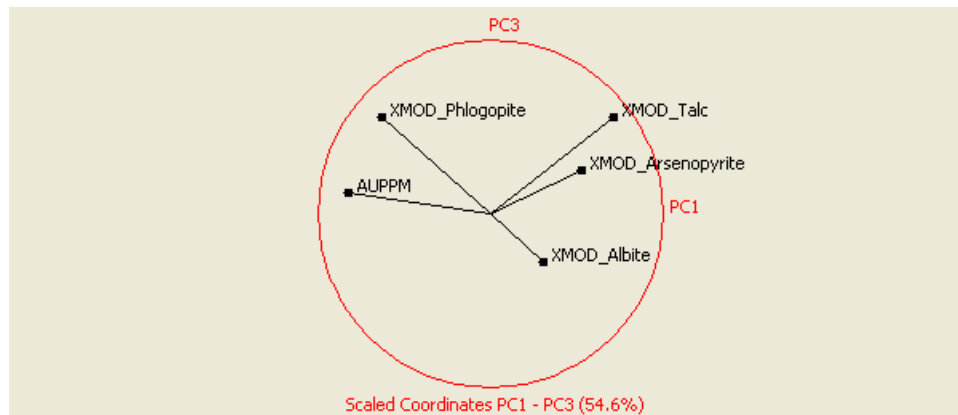 PC3
XMOD_Phlogopite
XMOD_Talc
XMOD_Arsenopyrite
AUPPM
PC1
XMOD_Albite
Scaled Coordinates PC1 - PC3 (54.6%)